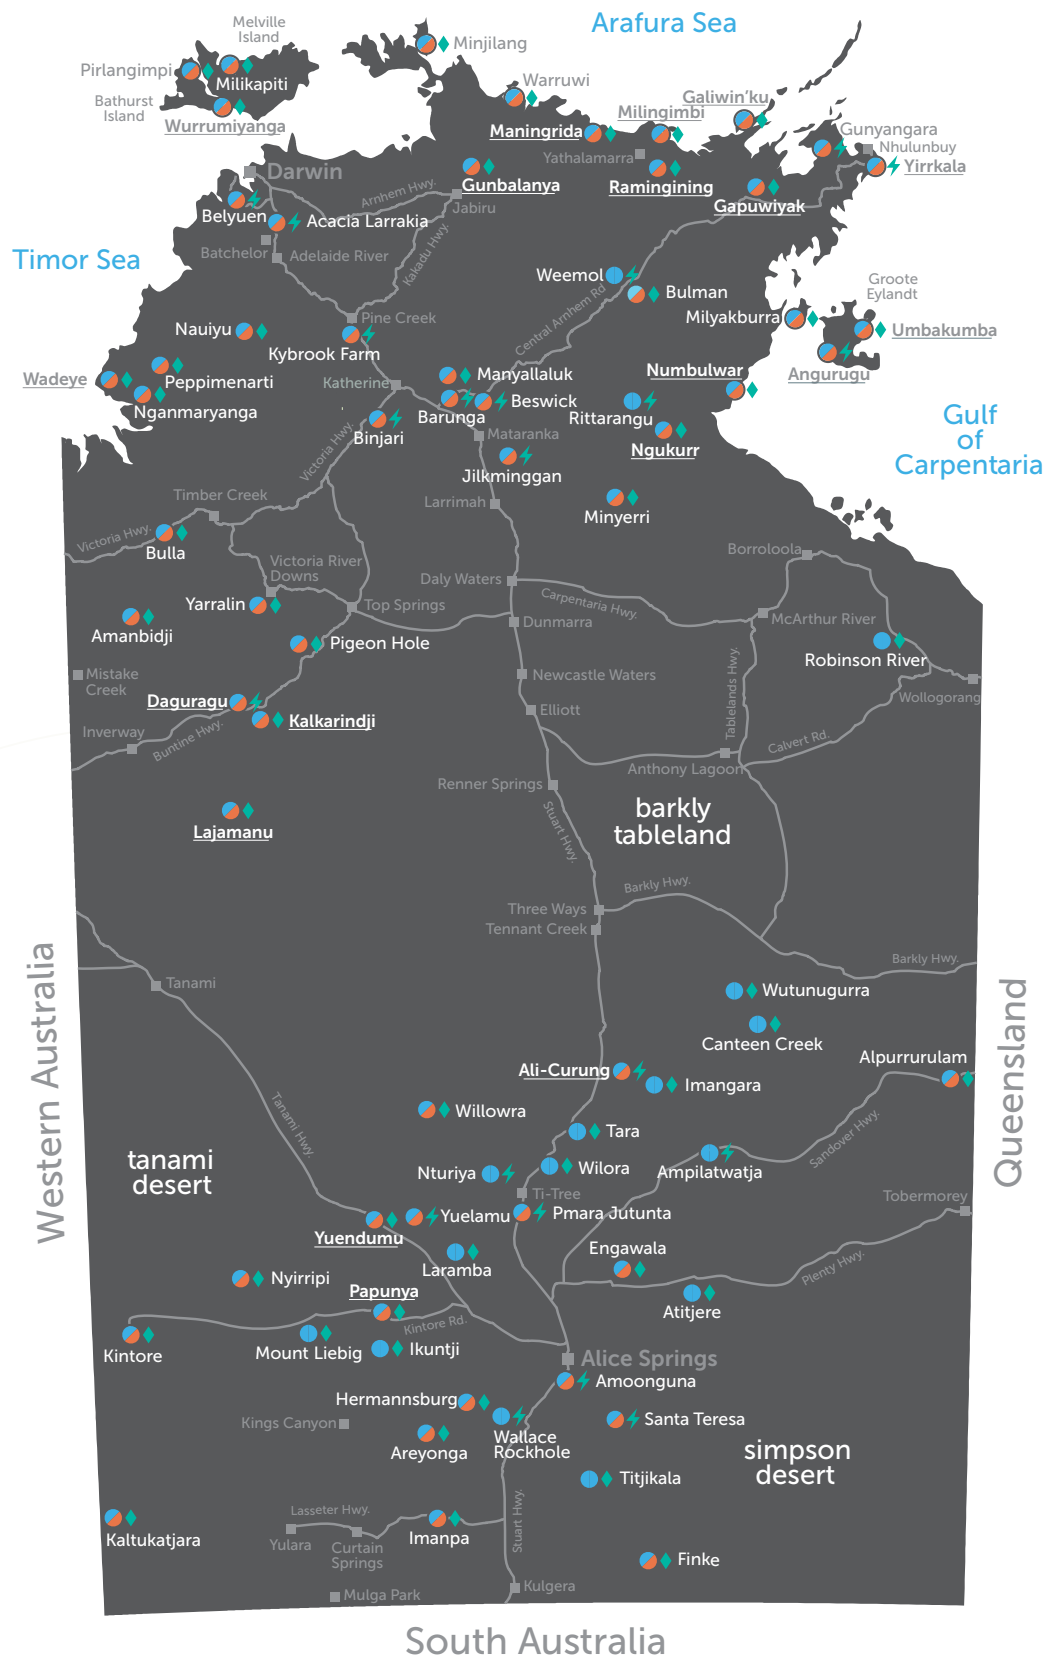 Melville
Island
Arafura Sea
Minjilang
Pirlangimpi
Milikapiti
Warruwi
Bathurst
Island
Galiwin'ku
Milingimbi
Wurrumiyanga
Maningrida
Gunyangara
Nhulunbuy
Yathalamarra
Yirrkala
Darwin
Gunbalanya
Ramingining
Arnhem Hwy.
Jabiru
Gapuwiyak
Belyuen
Acacia Larrakia
Batchelor
Adelaide River
Kakadu Hwy.
Timor Sea
Weemol
Bulman
Groote
Eylandt
Central Arnhem Rd
Milyakburra
Umbakumba
Pine Creek
Nauiyu
Kybrook Farm
Angurugu
Wadeye
Peppimenarti
Katherine
Manyallaluk
Numbulwar
Nganmaryanga
Barunga
Beswick
Rittarangu
Gulf
of
Carpentaria
Binjari
Mataranka
Ngukurr
Victoria Hwy.
Jilkminggan
Timber Creek
Larrimah
Minyerri
Victoria Hwy.
Bulla
Borroloola
Victoria River
Downs
Daly Waters
Carpentaria Hwy.
Yarralin
Top Springs
Dunmarra
McArthur River
Amanbidji
Pigeon Hole
Robinson River
Mistake
Creek
Newcastle Waters
Tablelands Hwy.
Wollogorang
Daguragu
Kalkarindji
Elliott
Inverway
Buntine Hwy.
Calvert Rd.
Anthony Lagoon
Renner Springs
barkly
tableland
Stuart Hwy.
Lajamanu
Barkly Hwy.
Three Ways
Tennant Creek
Barkly Hwy.
Western Australia
Queensland
Tanami
Wutunugurra
Canteen Creek
Alpurrurulam
Ali-Curung
Imangara
Tanami Hwy.
Willowra
Tara
Sandover Hwy.
tanami
desert
Nturiya
Wilora
Ampilatwatja
Ti-Tree
Tobermorey
Yuelamu
Pmara Jutunta
Yuendumu
Engawala
Laramba
Plenty Hwy.
Nyirripi
Papunya
Atitjere
Kintore Rd.
Kintore
Mount Liebig
Ikuntji
Alice Springs
Amoonguna
Hermannsburg
Kings Canyon
Santa Teresa
Wallace
Rockhole
Areyonga
simpson
desert
Titjikala
Lasseter Hwy.
Stuart Hwy.
Kaltukatjara
Yulara
Curtain
Springs
Imanpa
Finke
Mulga Park
Kulgera
South Australia